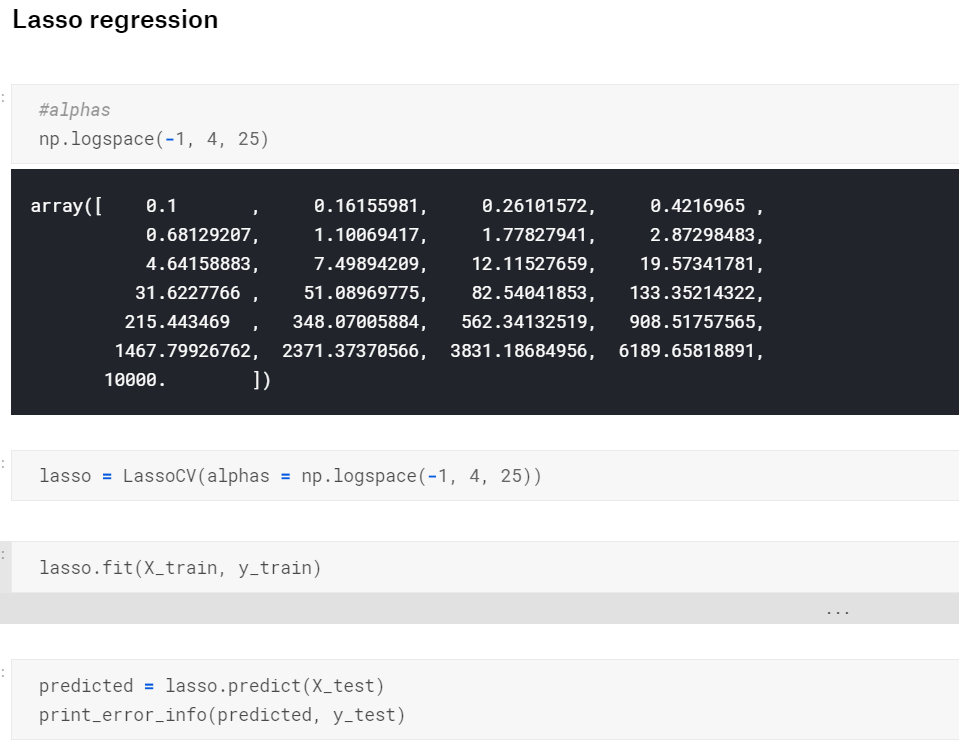 Lasso regression
:
#alphas
np.logspace(-1, 4, 25)
array([    0.1       ,     0.16155981,     0.26101572,     0.4216965 ,
           0.68129207,     1.10069417,     1.77827941,     2.87298483,
           4.64158883,     7.49894209,    12.11527659,    19.57341781,
          31.6227766 ,    51.08969775,    82.54041853,   133.35214322,
         215.443469  ,   348.07005884,   562.34132519,   908.51757565,
        1467.79926762,  2371.37370566,  3831.18684956,  6189.65818891,
       10000.        ])
:
lasso = LassoCV(alphas = np.logspace(-1, 4, 25))
:
lasso.fit(X_train, y_train)
...
:
predicted = lasso.predict(X_test)
print_error_info(predicted, y_test)